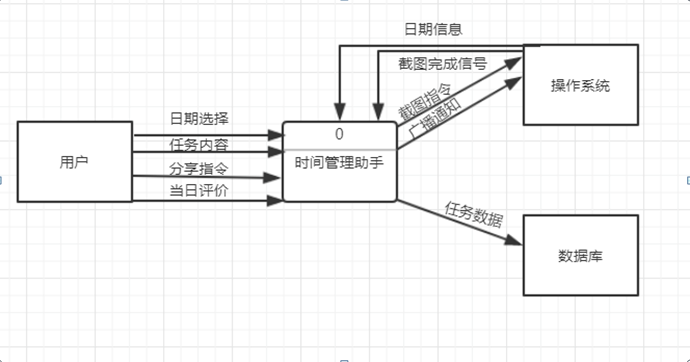 日期信息
截图完成信号
操作系统
截图指令
广播通知
日期选择
0
任务内容
用户
时间管理助手
分享指令
当日评价
任务数据
数据库